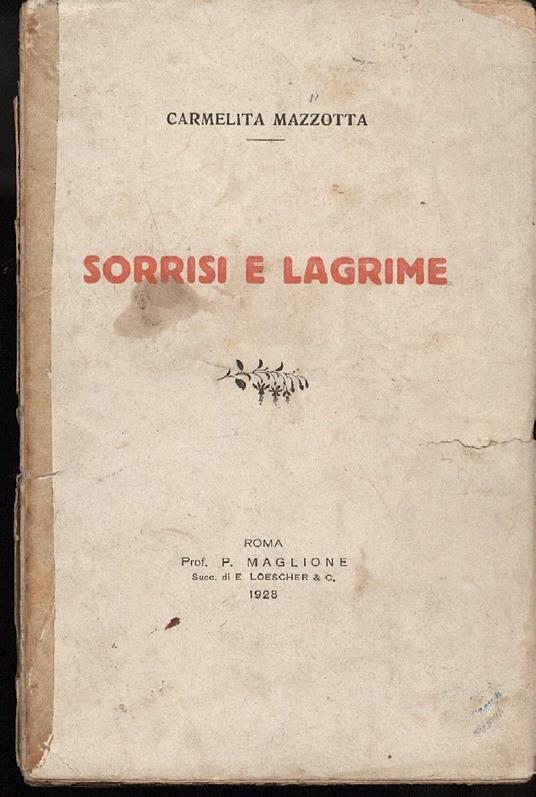 CARMELITA MAZZOTTA
SORRISI E LAGRIME
ROMA
Prof. P. MAGLIONE
Succ. di E. LOESCHER & C.
1928